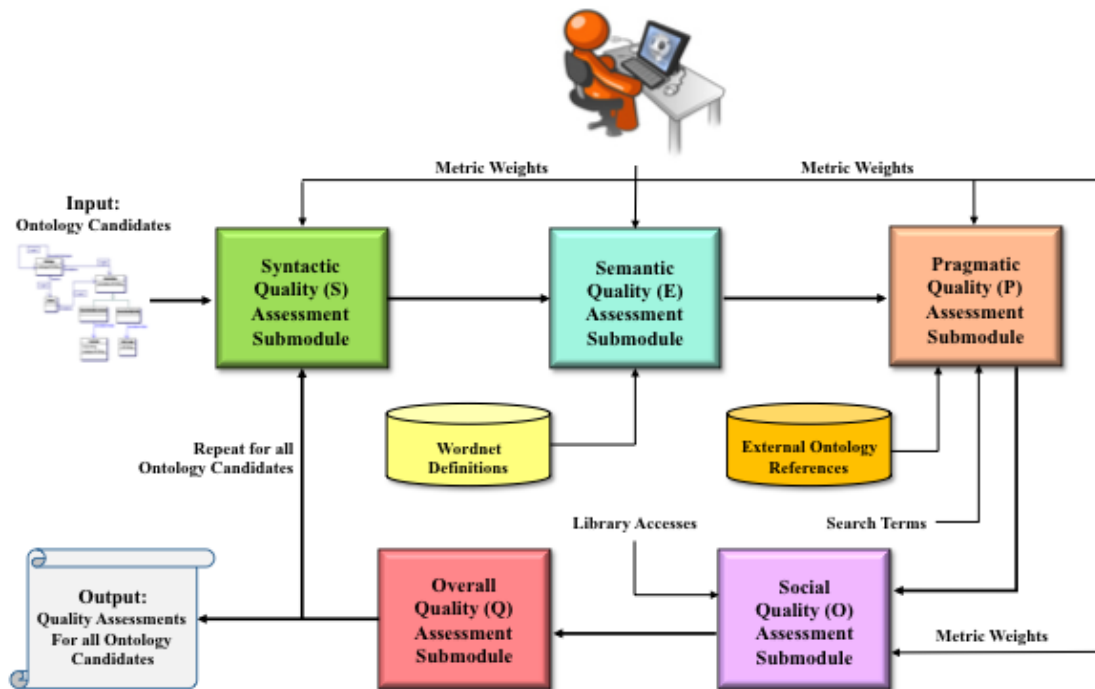 Metric Weights
Metric Weights
Input:
Ontology Candidates
Syntactic
Quality (S)
Assessment
Submodule
Semantic
Quality (E)
Assessment
Submodule
Pragmatic
Quality (P)
Assessment
Submodule
Repeat for all
Ontology Candidates
Wordnet
Definitions
External Ontology
References
Library Accesses
Search Terms
Output:
Quality Assessments
For all Ontology
Candidates
Overall
Quality (Q)
Assessment
Submodule
Social
Quality (O)
Assessment
Submodule
Metric Weights